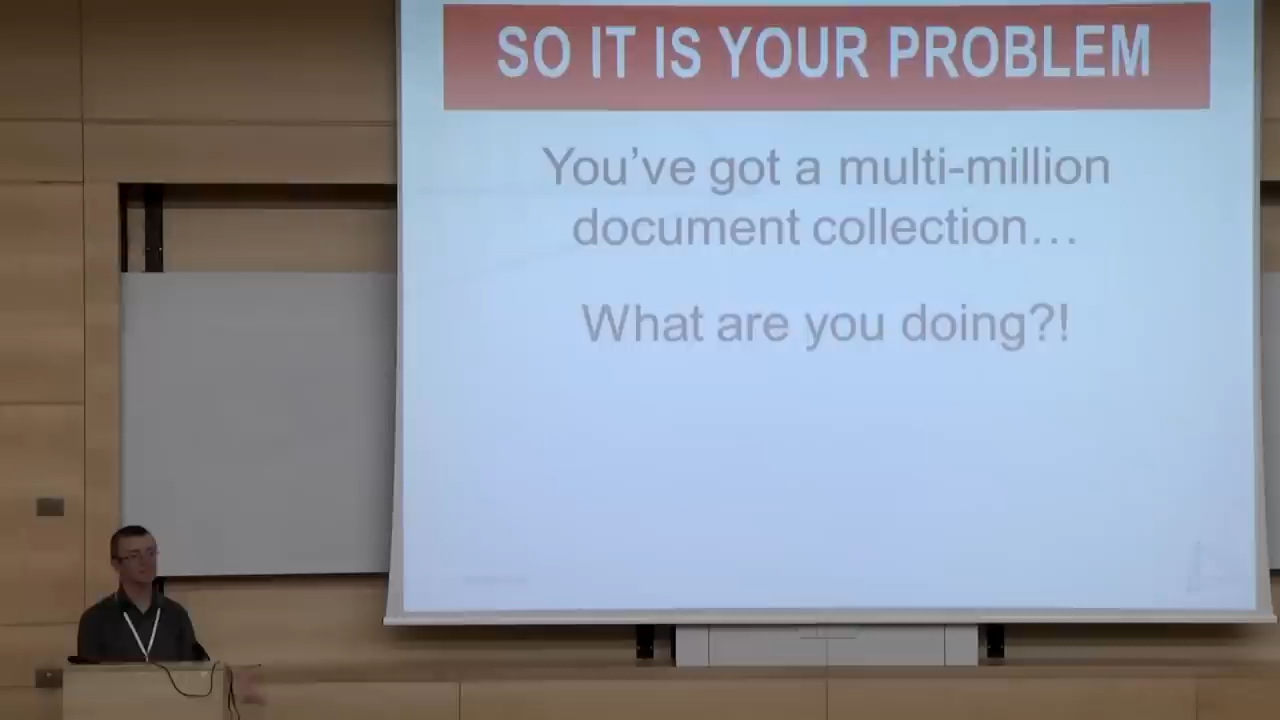 SO IT IS YOUR PROBLEM
You’ve got a multi-million
document collection…
What are you doing?!